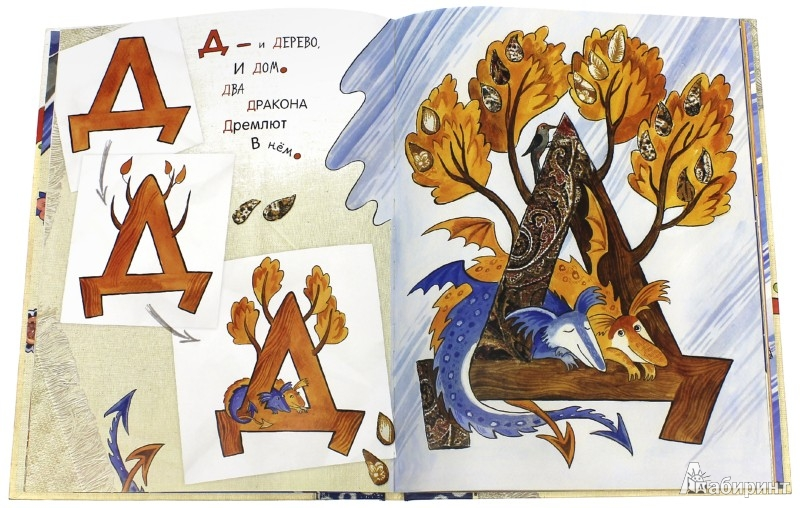 Д
Д – и ДЕРЕВО,
И ДОМ.
ДВА
ДРАКОНА
Дремлют
В нём.
Д
Д
Д
Лабиринт